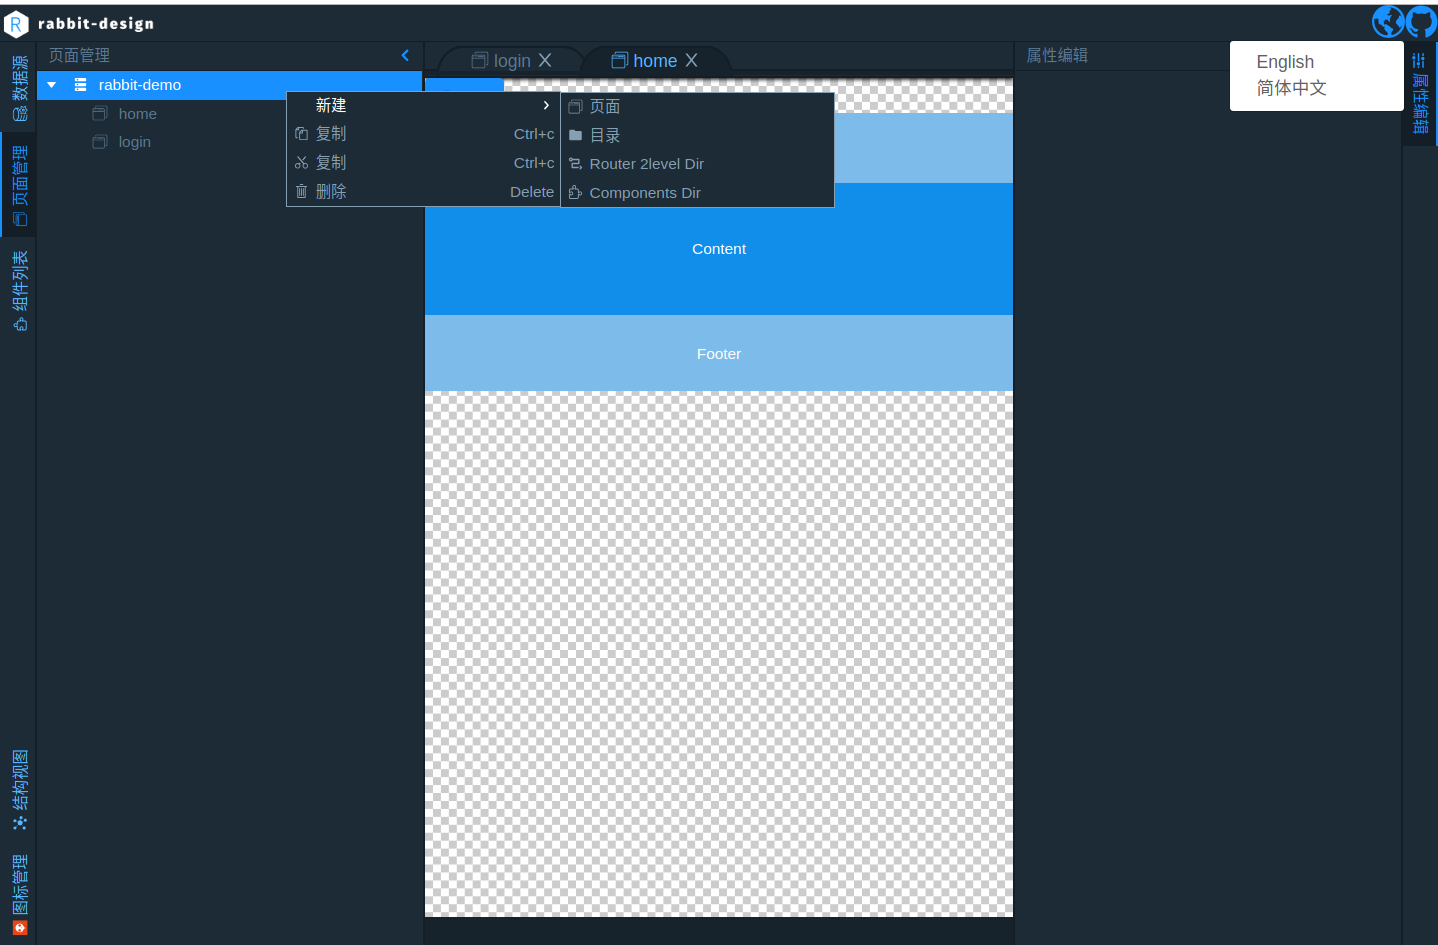 R rabbit-design
数据源
页面管理
组件列表
结构视图
图标管理
页面管理
rabbit-demo
home
login
新建
复制 Ctrl+c
复制 Ctrl+c
删除 Delete
页面
目录
Router 2level Dir
Components Dir
login X
home X
Content
Footer
属性编辑
English
简体中文
属性编辑